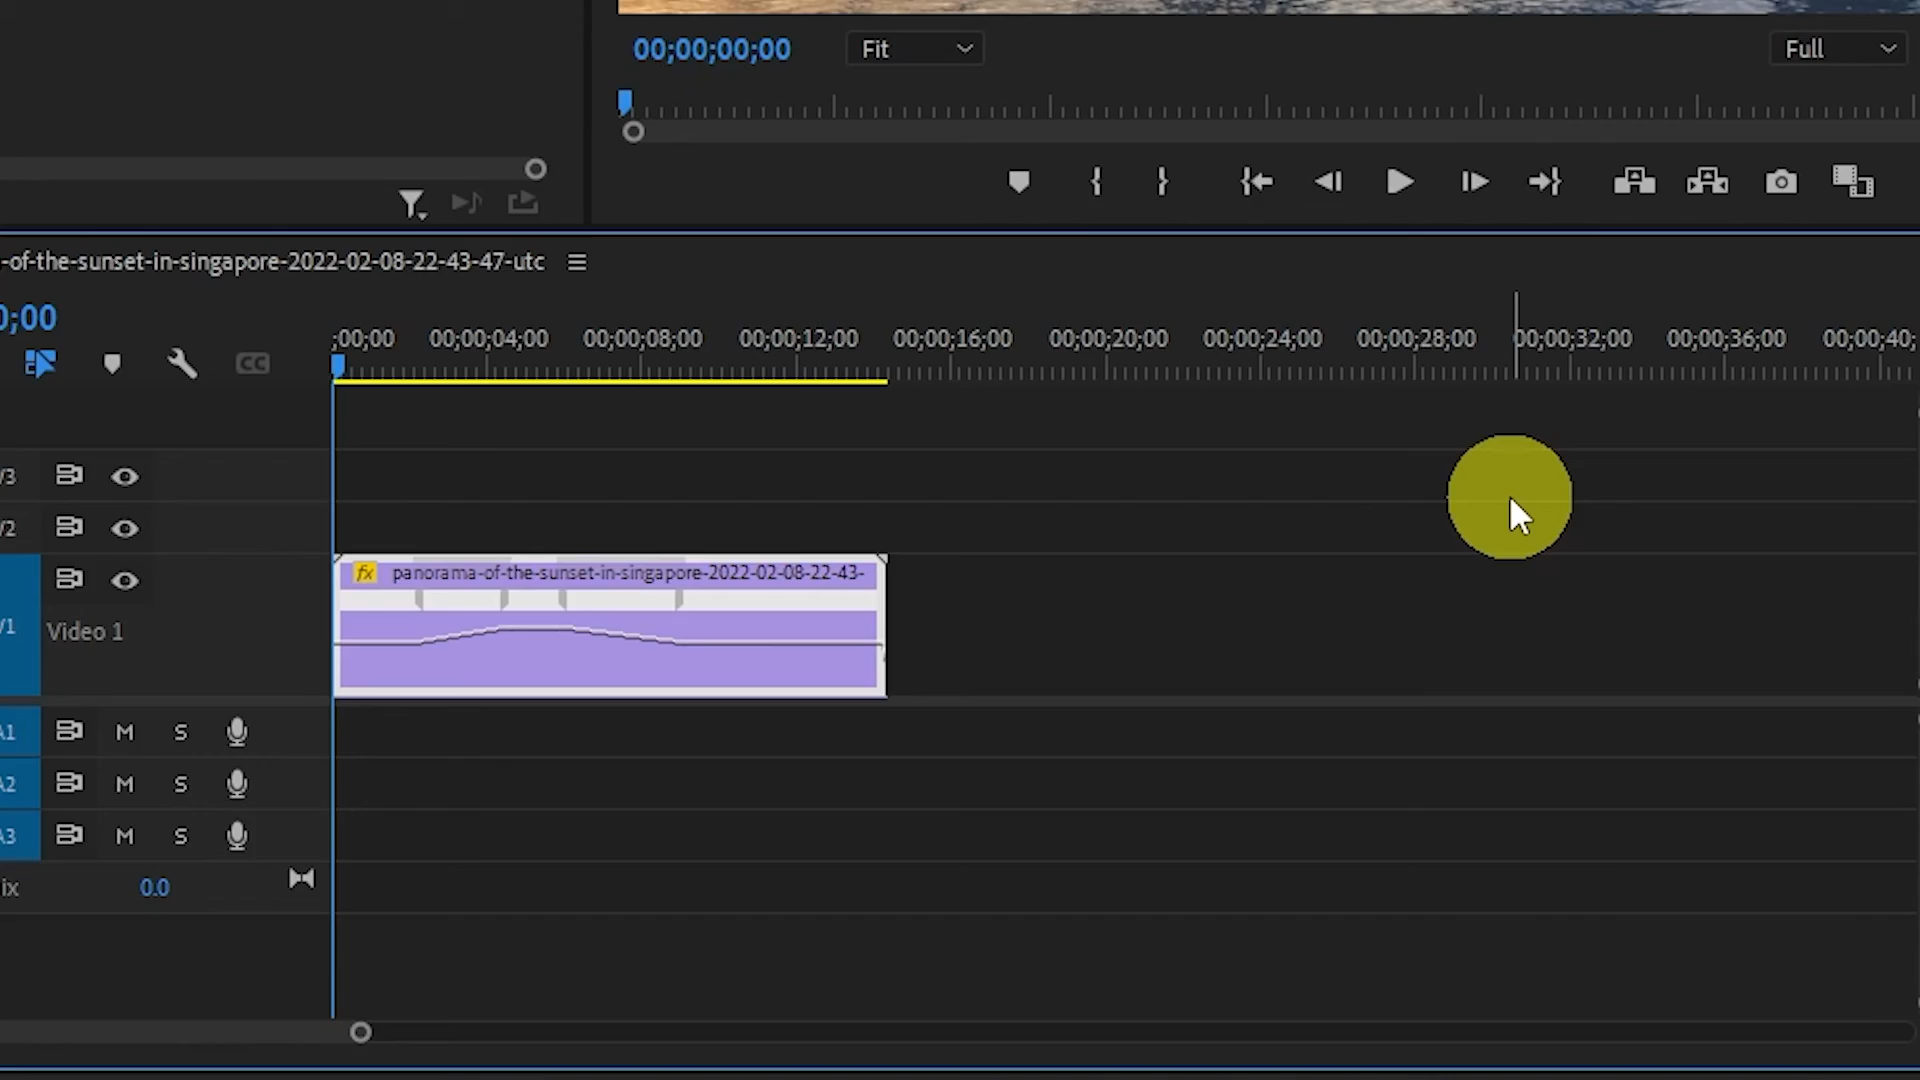 00;00;00;00 Fit Full
-of-the-sunset-in-singapore-2022-02-08-22-43-47-utc
0;00
;00;00 00;00;04;00 00;00;08;00 00;00;12;00 00;00;16;00 00;00;20;00 00;00;24;00 00;00;28;00 00;00;32;00 00;00;36;00 00;00;40;
CC
V3
V2
fx panorama-of-the-sunset-in-singapore-2022-02-08-22-43-
V1 Video 1
A1 M S
A2 M S
A3 M S
ix 0.0